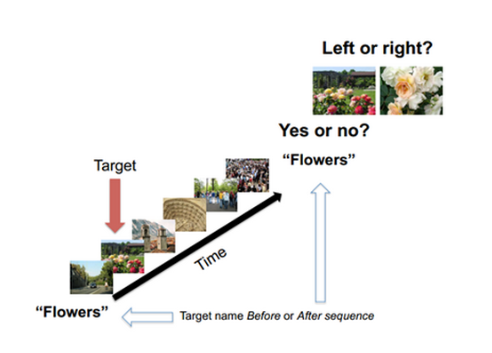 Left or right?
Yes or no?
“Flowers”
Target
Time
“Flowers”
Target name Before or After sequence